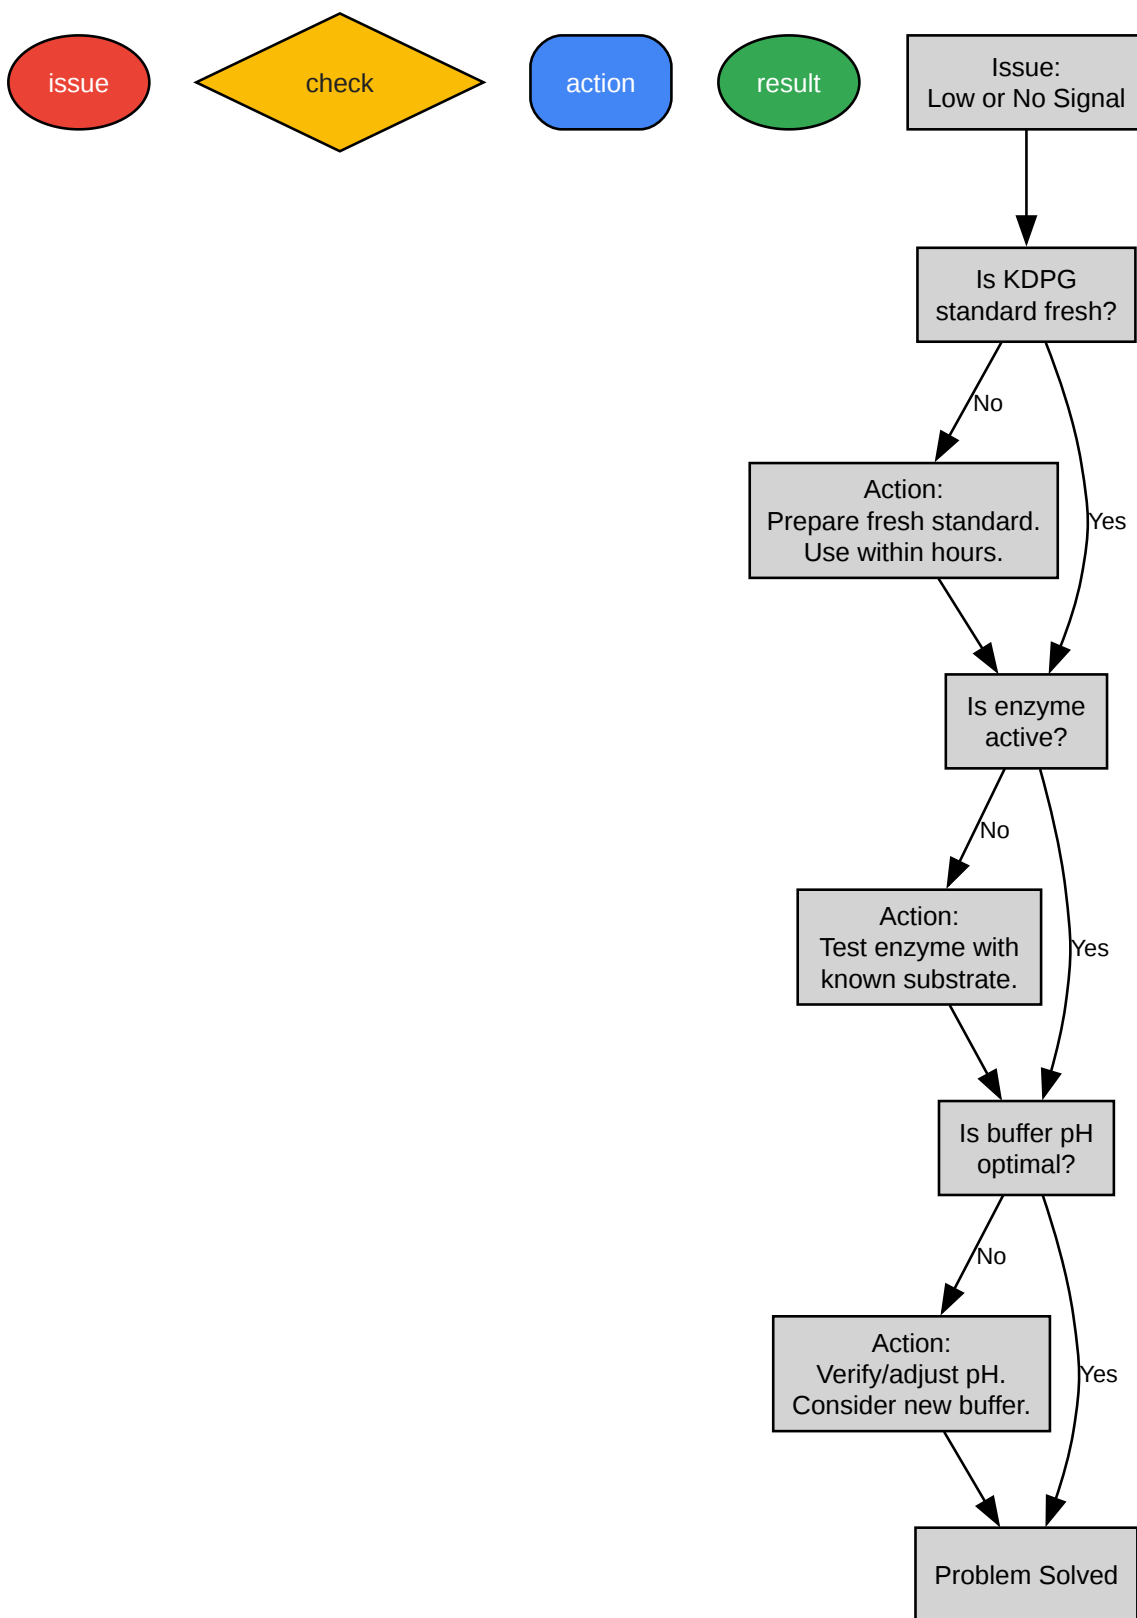 issue
check
action
result
Issue:
Low or No Signal
Is KDPG
standard fresh?
No
Action:
Prepare fresh standard.
Use within hours.
Yes
Is enzyme
active?
No
Action:
Test enzyme with
known substrate.
Yes
Is buffer pH
optimal?
No
Action:
Verify/adjust pH.
Consider new buffer.
Yes
Problem Solved